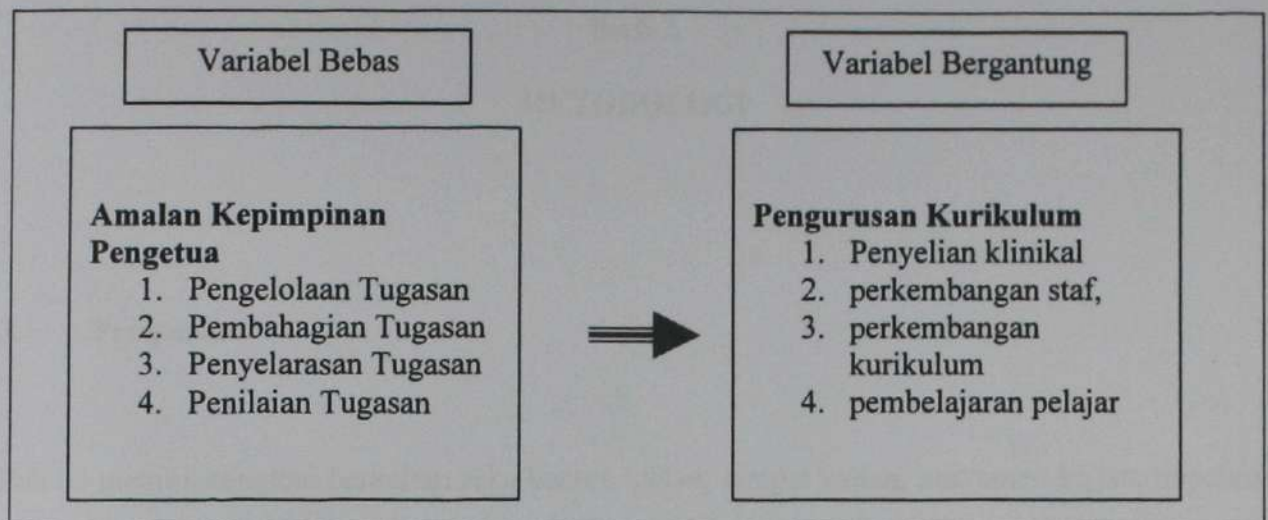 Variabel Bebas
Variabel Bergantung
Amalan Kepimpinan
Pengetua
1. Pengelolaan Tugasan
2. Pembahagian Tugasan
3. Penyelarasan Tugasan
4. Penilaian Tugasan
Pengurusan Kurikulum
1. Penyelian klinikal
2. perkembangan staf,
3. perkembangan
kurikulum
4. pembelajaran pelajar